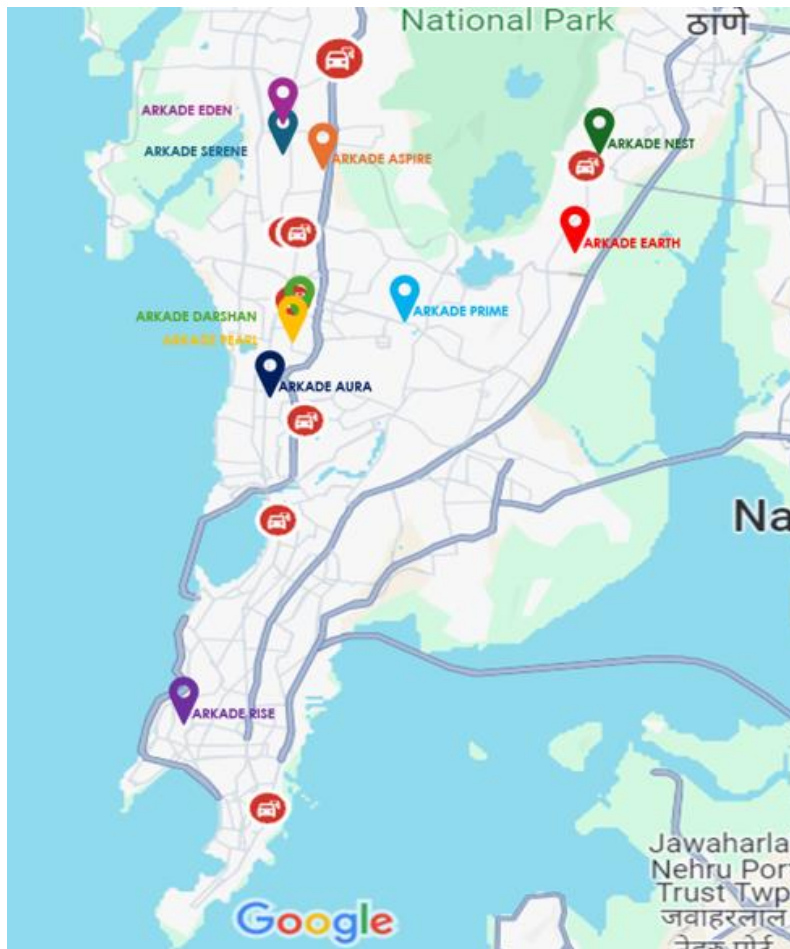 National Park
ठाणे
ARKADE EDEN
ARKADE SERENE
ARKADE ASPIRE
ARKADE NEST
ARKADE EARTH
ARKADE DARSHAN
ARKADE PRIME
ARKADE PEARL
ARKADE AURA
Na
ARKADE RISE
Jawaharla
Nehru Por
Trust Twp
जवाहरलाल
Google